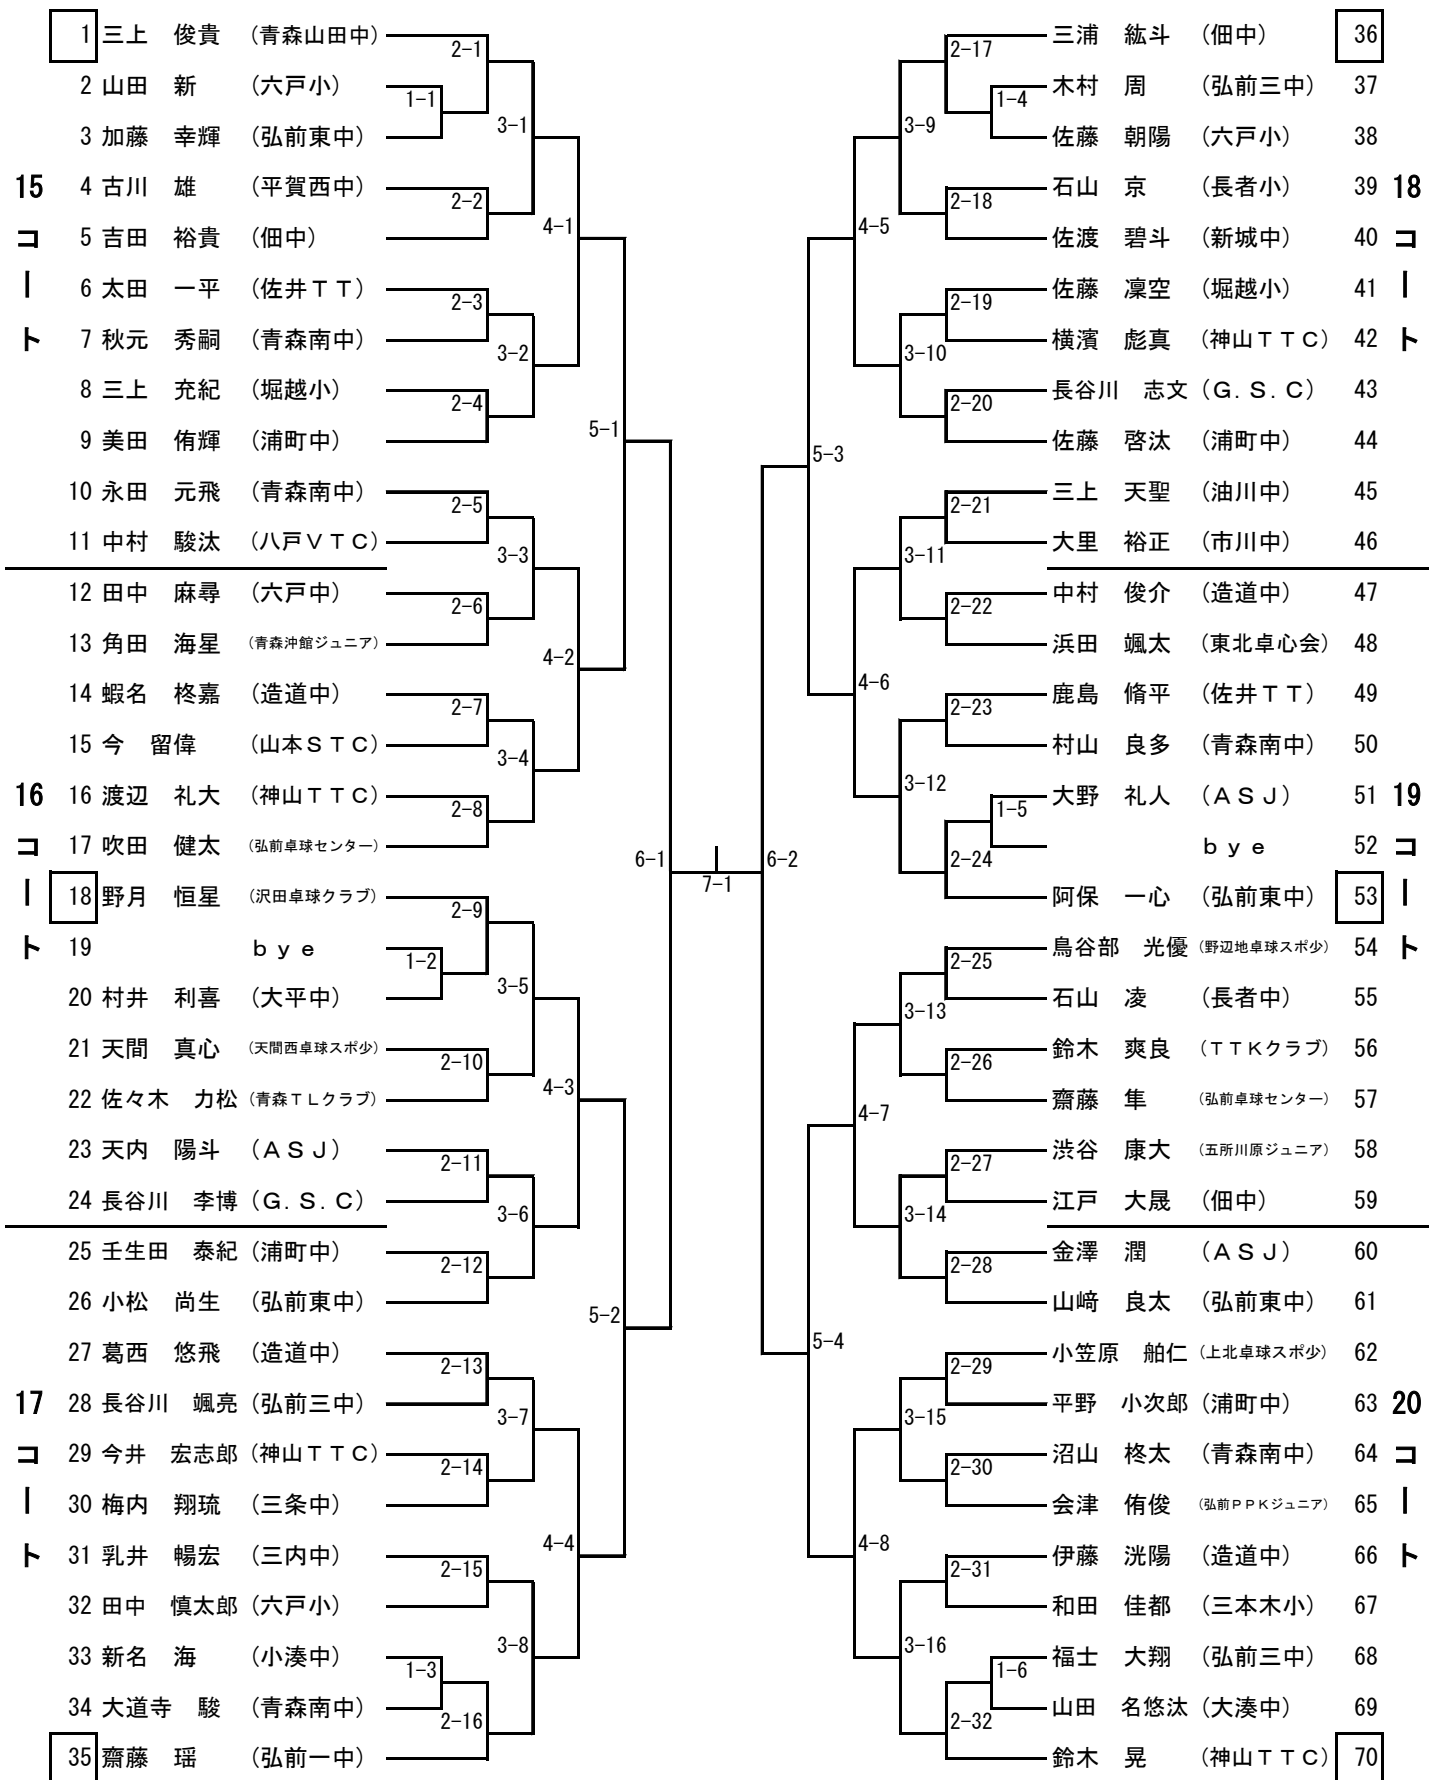 1 三上　俊貴　(青森山田中)
2-1
2 山田　新　(六戸小)
1-1
3 加藤　幸輝　(弘前東中)
3-1
15コート
4 古川　雄　(平賀西中)
2-2
5 吉田　裕貴　(佃中)
4-1
6 太田　一平　(佐井ＴＴ)
2-3
7 秋元　秀嗣　(青森南中)
3-2
8 三上　充紀　(堀越小)
2-4
9 美田　侑輝　(浦町中)
5-1
10 永田　元飛　(青森南中)
2-5
11 中村　駿汰　(八戸ＶＴＣ)
3-3
12 田中　麻尋　(六戸中)
2-6
13 角田　海星　(青森沖館ジュニア)
4-2
14 蝦名　柊嘉　(造道中)
2-7
15 今　留偉　(山本ＳＴＣ)
3-4
16コート
16 渡辺　礼大　(神山ＴＴＣ)
2-8
17 吹田　健太　(弘前卓球センター)
6-1
18 野月　恒星　(沢田卓球クラブ)
2-9
19 ｂｙｅ
1-2
20 村井　利喜　(大平中)
3-5
21 天間　真心　(天間西卓球スポ少)
2-10
22 佐々木　力松　(青森ＴＬクラブ)
4-3
23 天内　陽斗　(ＡＳＪ)
2-11
24 長谷川　李博　(Ｇ．Ｓ．Ｃ)
3-6
25 壬生田　泰紀　(浦町中)
2-12
26 小松　尚生　(弘前東中)
5-2
27 葛西　悠飛　(造道中)
2-13
17コート
28 長谷川　颯亮　(弘前三中)
3-7
29 今井　宏志郎　(神山ＴＴＣ)
2-14
30 梅内　翔琉　(三条中)
4-4
31 乳井　暢宏　(三内中)
2-15
32 田中　慎太郎　(六戸小)
3-8
33 新名　海　(小湊中)
1-3
34 大道寺　駿　(青森南中)
2-16
35 齋藤　瑶　(弘前一中)
7-1
三浦　紘斗　(佃中)　36
2-17
木村　周　(弘前三中)　37
1-4
佐藤　朝陽　(六戸小)　38
3-9
18コート
石山　京　(長者小)　39
2-18
佐渡　碧斗　(新城中)　40
4-5
佐藤　凜空　(堀越小)　41
2-19
横濱　彪真　(神山ＴＴＣ)　42
3-10
長谷川　志文　(Ｇ．Ｓ．Ｃ)　43
2-20
佐藤　啓汰　(浦町中)　44
5-3
三上　天聖　(油川中)　45
2-21
大里　裕正　(市川中)　46
3-11
中村　俊介　(造道中)　47
2-22
浜田　颯太　(東北卓心会)　48
4-6
鹿島　脩平　(佐井ＴＴ)　49
2-23
村山　良多　(青森南中)　50
3-12
19コート
大野　礼人　(ＡＳＪ)　51
1-5
ｂｙｅ　52
2-24
6-2
阿保　一心　(弘前東中)　53
鳥谷部　光優　(野辺地卓球スポ少)　54
2-25
石山　凌　(長者中)　55
3-13
鈴木　爽良　(ＴＴＫクラブ)　56
2-26
齋藤　隼　(弘前卓球センター)　57
4-7
渋谷　康大　(五所川原ジュニア)　58
2-27
江戸　大晟　(佃中)　59
3-14
金澤　潤　(ＡＳＪ)　60
2-28
山﨑　良太　(弘前東中)　61
5-4
小笠原　舶仁　(上北卓球スポ少)　62
2-29
20コート
平野　小次郎　(浦町中)　63
3-15
沼山　柊太　(青森南中)　64
2-30
会津　侑俊　(弘前ＰＰＫジュニア)　65
4-8
伊藤　洸陽　(造道中)　66
2-31
和田　佳都　(三本木小)　67
3-16
福士　大翔　(弘前三中)　68
1-6
山田　名悠汰　(大湊中)　69
2-32
鈴木　晃　(神山ＴＴＣ)　70